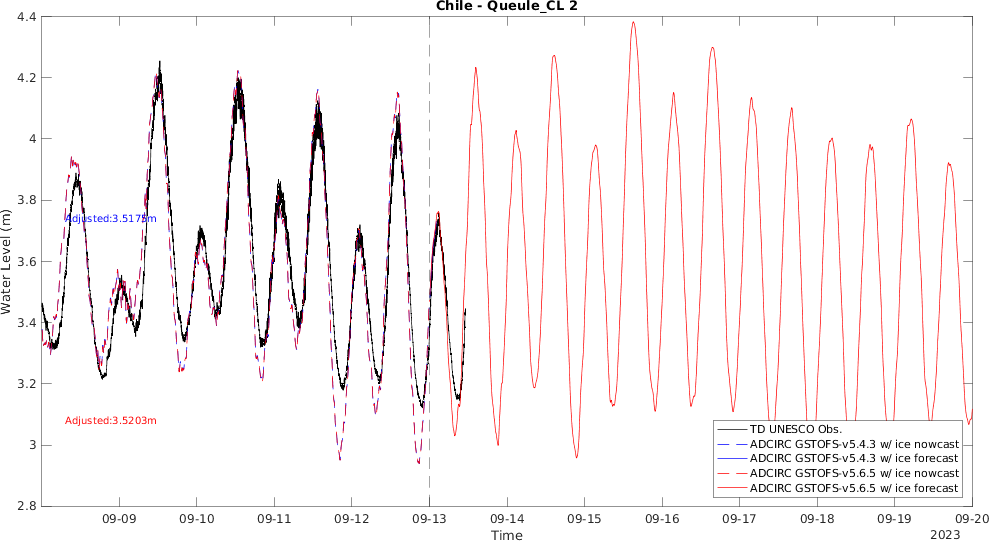 Chile - Queule_CL 2
4.4
4.2
4
3.8
3.6
3.4
3.2
3
2.8
Water Level (m)
Adjusted:3.5175m
Adjusted:3.5203m
TD UNESCO Obs.
ADCIRC GSTOFS-v5.4.3 w/ ice nowcast
ADCIRC GSTOFS-v5.4.3 w/ ice forecast
ADCIRC GSTOFS-v5.6.5 w/ ice nowcast
ADCIRC GSTOFS-v5.6.5 w/ ice forecast
09-09 09-10 09-11 09-12 09-13 09-14 09-15 09-16 09-17 09-18 09-19 09-20
Time
2023